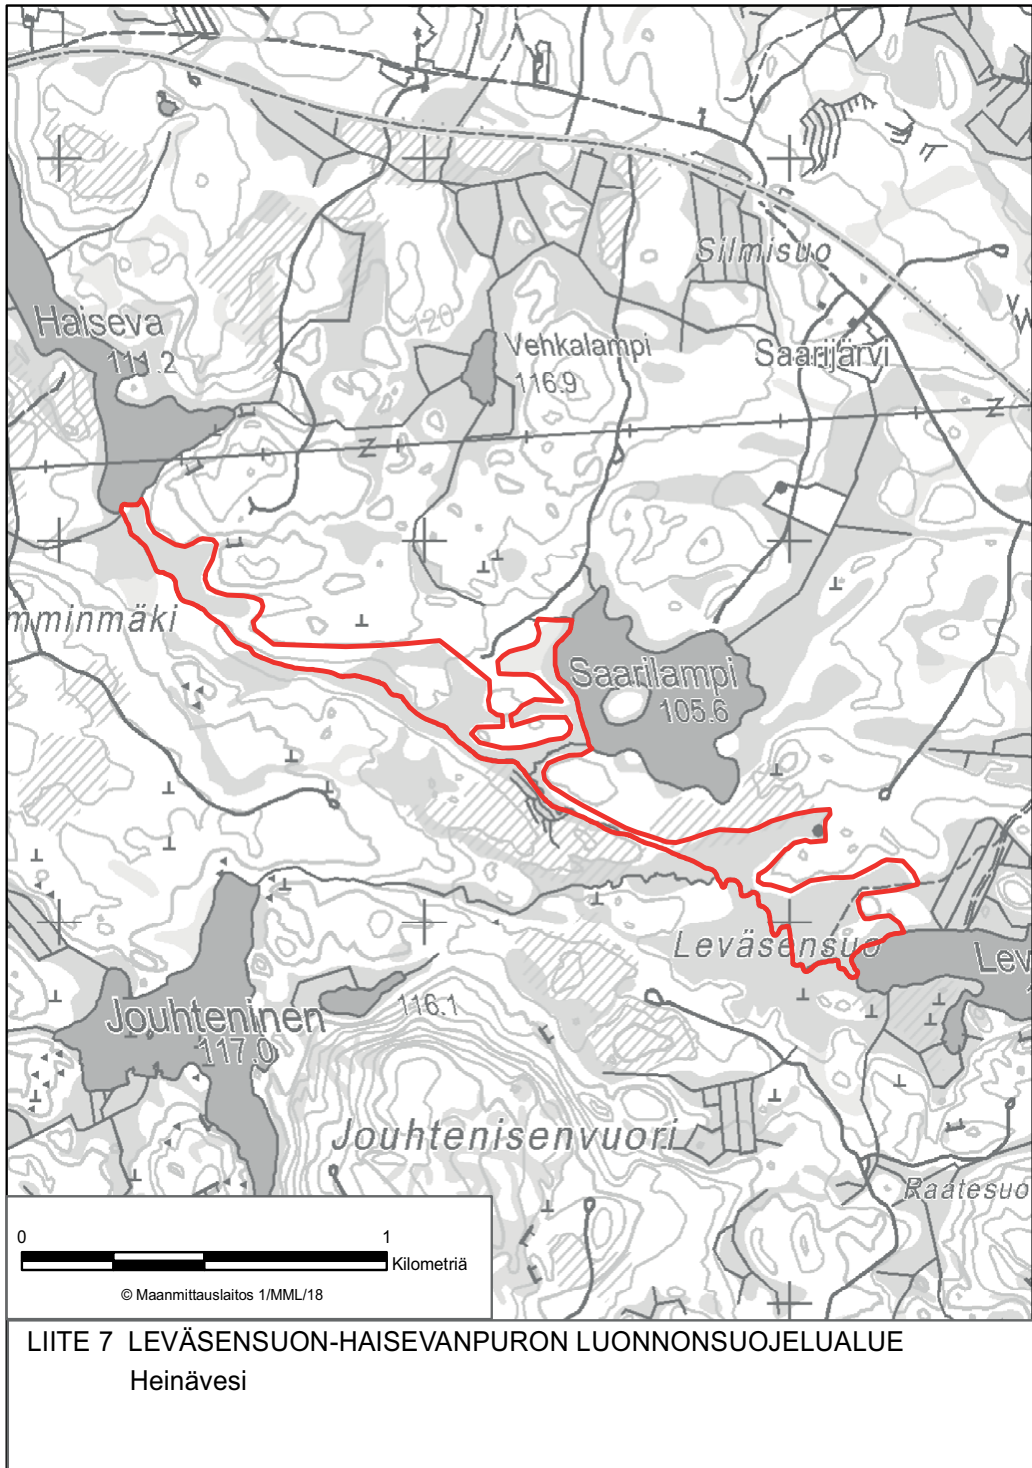 Silmisuo
Haiseva
111.2
120
Vehkalampi
116.9
Saarijärvi
Z
Z
mminmäki
Saarilampi
105.6
Leväsensuo
Lev
116.1
Jouhteninen
117.0
Jouhtenisenvuori
Raatesuo
0 1
Kilometriä
© Maanmittauslaitos 1/MML/18
LIITE 7 LEVÄSENSUON-HAISEVANPURON LUONNONSUOJELUALUE
Heinävesi